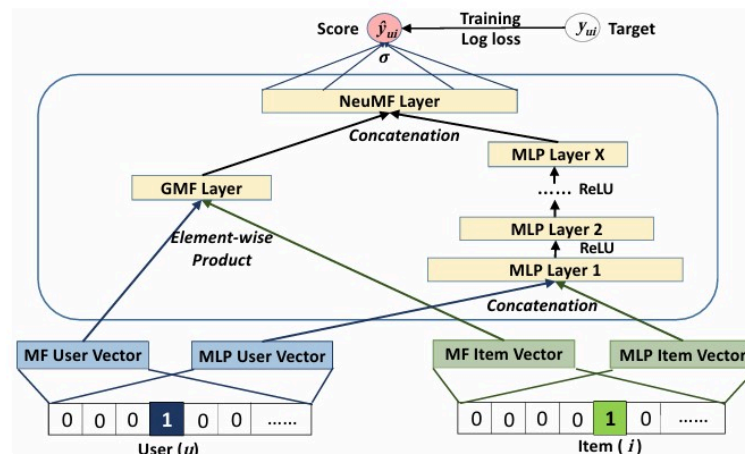 Score ŷui Training yui Target
Log loss
σ
NeuMF Layer
Concatenation
MLP Layer X
GMF Layer
...... ReLU
Element-wise
Product
MLP Layer 2
ReLU
MLP Layer 1
Concatenation
MF User Vector MLP User Vector MF Item Vector MLP Item Vector
0 0 0 1 0 0 ...... 0 0 0 0 1 0 ......
User (u) Item (i)